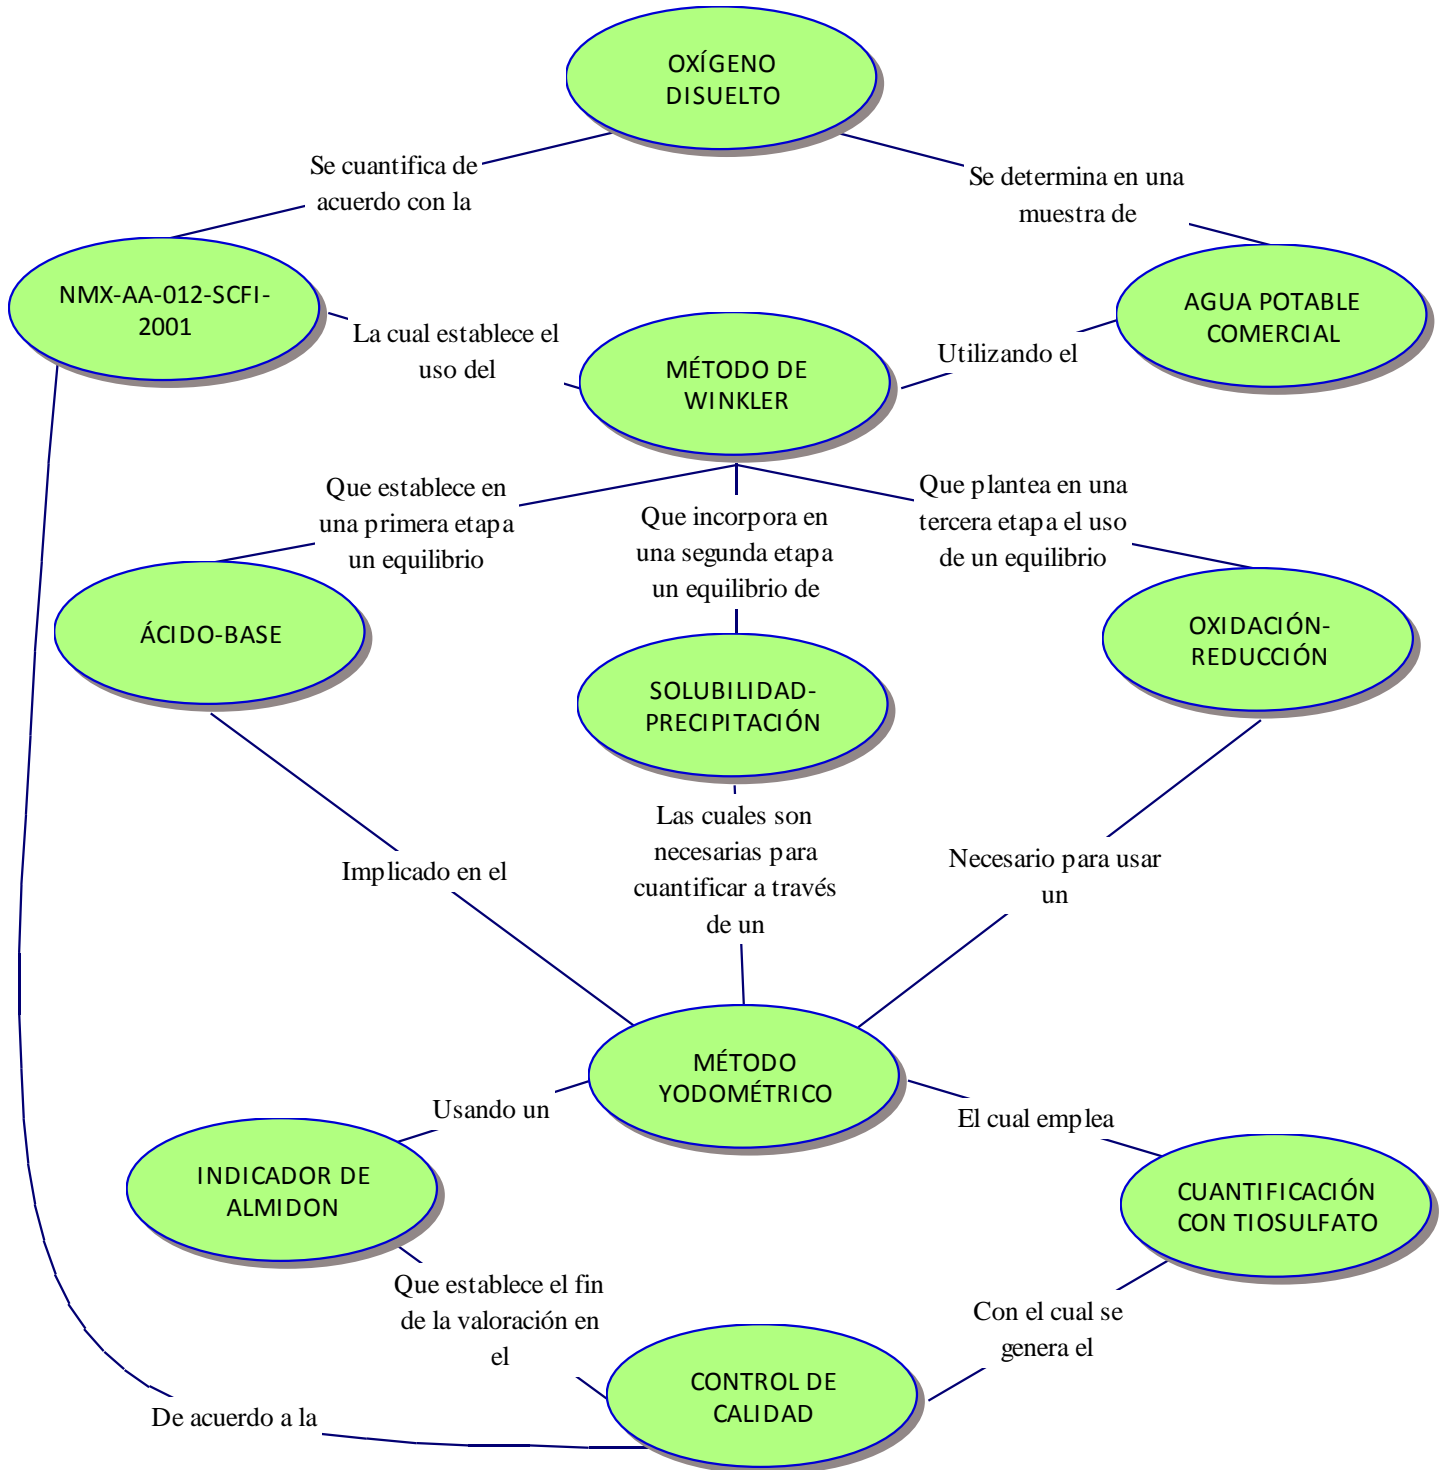 OXÍGENO
DISUELTO
Se cuantifica de
acuerdo con la
Se determina en una
muestra de
NMX-AA-012-SCFI-
2001
La cual establece el
uso del
MÉTODO DE
WINKLER
Utilizando el
AGUA POTABLE
COMERCIAL
Que establece en
una primera etapa
un equilibrio
Que incorpora en
una segunda etapa
un equilibrio de
Que plantea en una
tercera etapa el uso
de un equilibrio
ÁCIDO-BASE
SOLUBILIDAD-
PRECIPITACIÓN
OXIDACIÓN-
REDUCCIÓN
Implicado en el
Las cuales son
necesarias para
cuantificar a través
de un
Necesario para usar
un
MÉTODO
YODOMÉTRICO
Usando un
El cual emplea
INDICADOR DE
ALMIDON
CUANTIFICACIÓN
CON TIOSULFATO
Que establece el fin
de la valoración en
el
Con el cual se
genera el
CONTROL DE
CALIDAD
De acuerdo a la